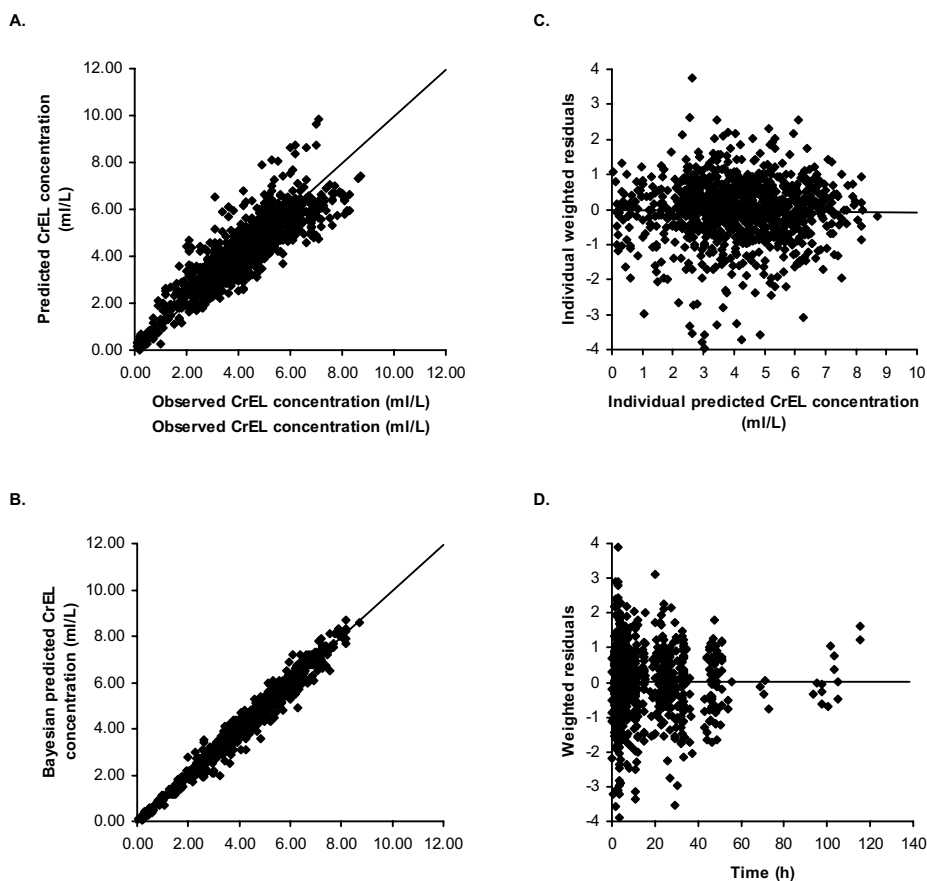 A.
12.00
10.00
8.00
6.00
4.00
2.00
0.00
0.00 2.00 4.00 6.00 8.00 10.00 12.00
Predicted CrEL concentration
(ml/L)
Observed CrEL concentration (ml/L)
Observed CrEL concentration (ml/L)
C.
4
3
2
1
0
-1
-2
-3
-4
0 1 2 3 4 5 6 7 8 9 10
Individual weighted residuals
Individual predicted CrEL concentration
(ml/L)
B.
12.00
10.00
8.00
6.00
4.00
2.00
0.00
0.00 2.00 4.00 6.00 8.00 10.00 12.00
Bayesian predicted CrEL
concentration (ml/L)
D.
4
3
2
1
0
-1
-2
-3
-4
0 20 40 60 80 100 120 140
Weighted residuals
Time (h)